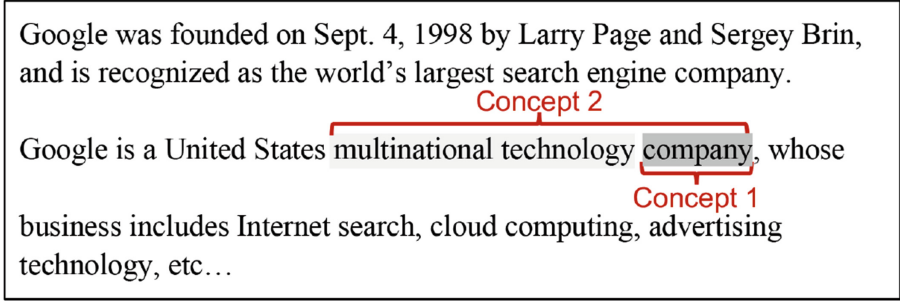 Google was founded on Sept. 4, 1998 by Larry Page and Sergey Brin,
and is recognized as the world's largest search engine company.
Concept 2
Google is a United States multinational technology company, whose
Concept 1
business includes Internet search, cloud computing, advertising
technology, etc…